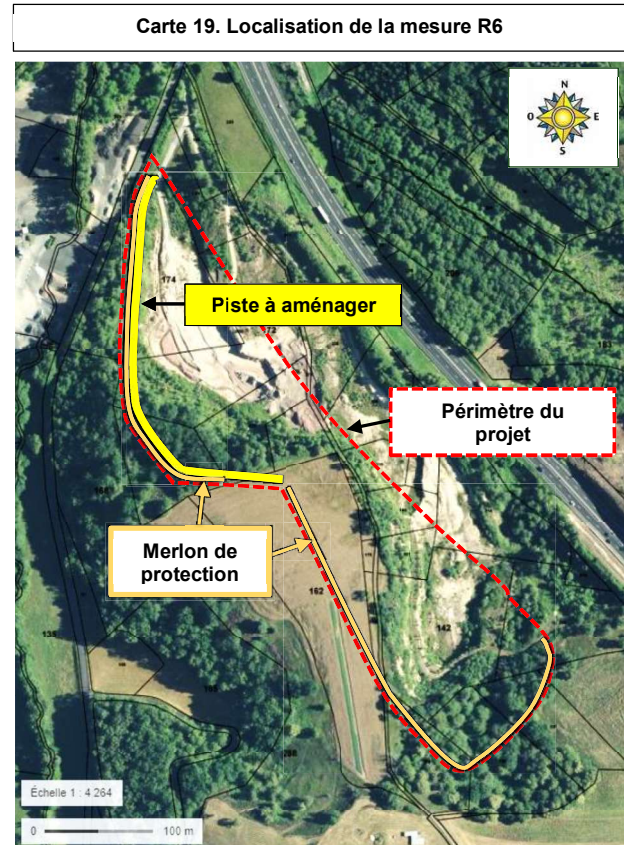 Carte 19. Localisation de la mesure R6
N
O
E
S
174
Piste à aménager
172
Périmètre du
projet
Merlon de
protection
162
142
135
Échelle 1 : 4 264
0
100 m